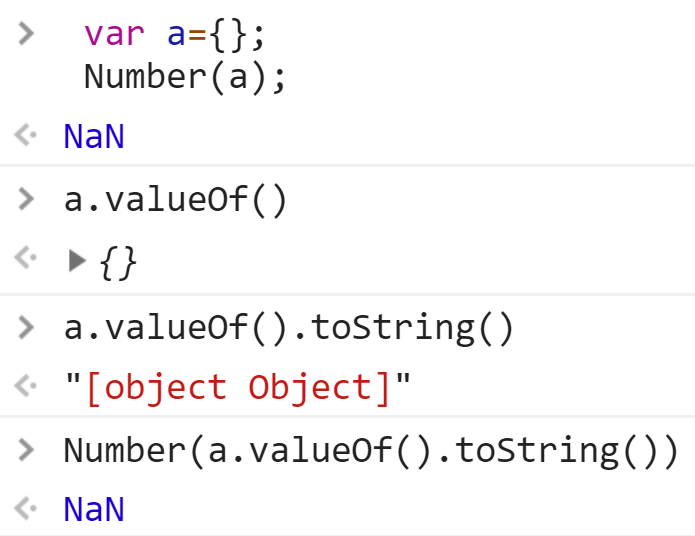 var a={};
Number(a);
NaN
a.valueOf()
{}
a.valueOf().toString()
"[object Object]"
Number(a.valueOf().toString())
NaN